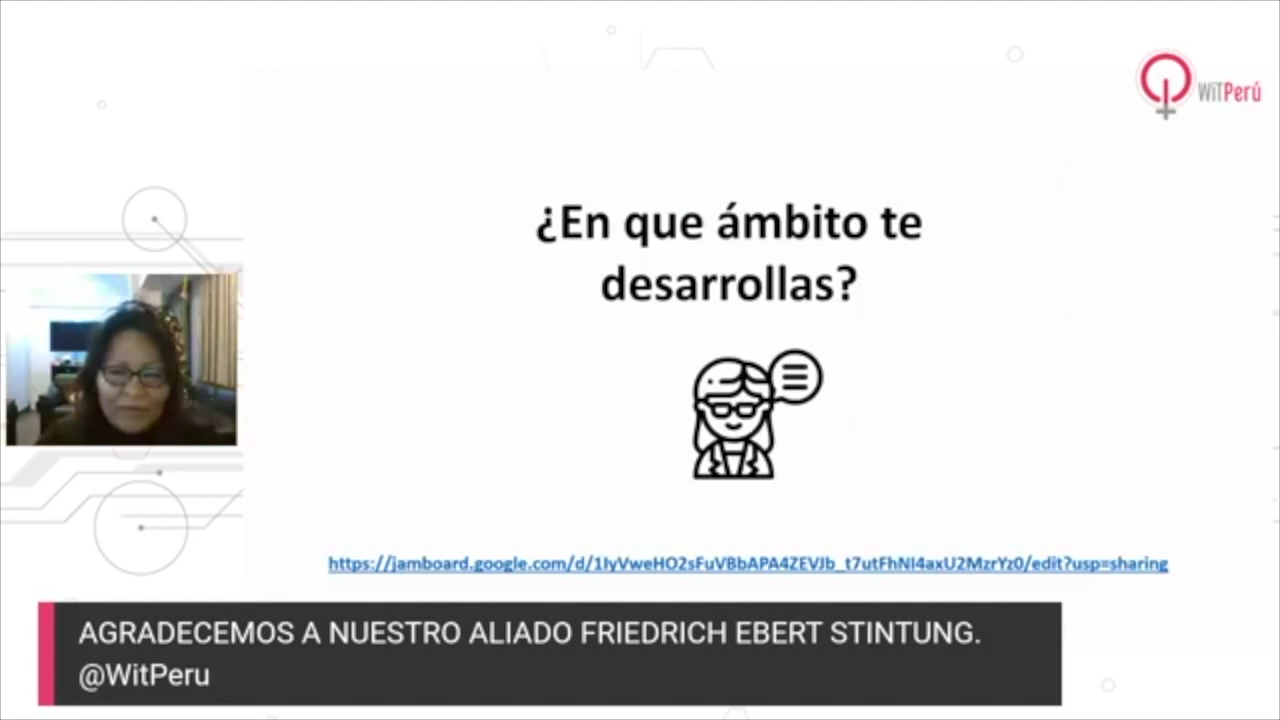 WiTPerú
¿En que ámbito te
desarrollas?
https://jamboard.google.com/d/1IyVweHO2sFuVBbAPA4ZEVJb_t7utFhNI4axU2MzrYz0/edit?usp=sharing
AGRADECEMOS A NUESTRO ALIADO FRIEDRICH EBERT STINTUNG.
@WitPeru